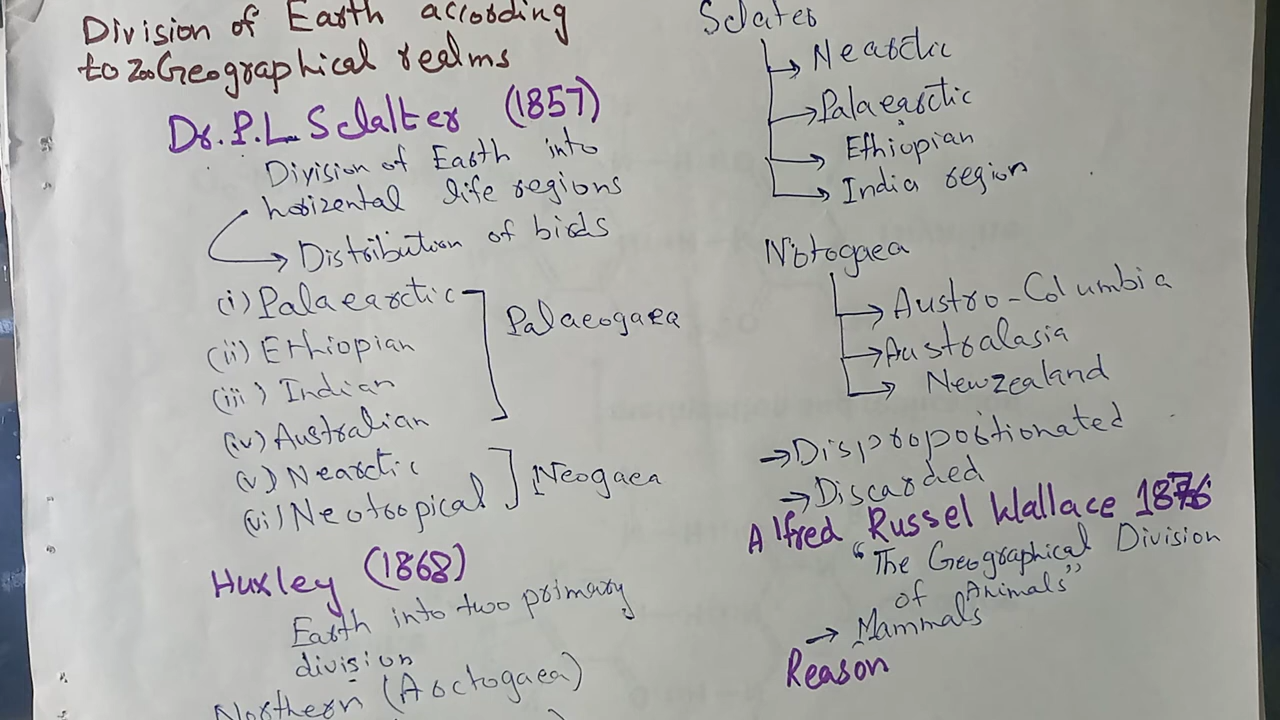 Division of Earth according
to zooGeographical realms
Dr. P.L. Sclalter (1857)
Division of Earth into
horizental life regions
Distribution of birds
(i) Palaearctic
(ii) Ethiopian
(iii) Indian
(iv) Australian
Palaeogaea
(v) Nearctic
(vi) Neotropical
Neogaea
Huxley (1868)
Earth into two primary
division
Northern (Arctogaea)
Sclater
Nearctic
Palaearctic
Ethiopian
India region
Notogaea
Austro-Columbia
Australasia
Newzealand
→ Disproportionated
→ Discarded
Alfred Russel Wallace 1876
"The Geographical Division
of Animals"
→ Mammals
Reason